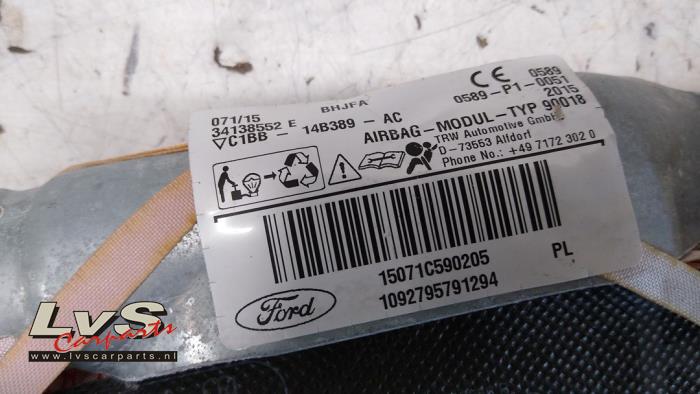 071/15 BHJFA CE 0589
34138552 E 0589-P1-0051
▽C1BB - 14B389 - AC 2015
AIRBAG-MODUL-TYP 90018
TRW Automotive GmbH
D-73553 Alfdorf
Phone No.: +49 7172 302 0
15071C590205 PL
1092795791294
Ford
LvS
Carparts
www.lvscarparts.nl